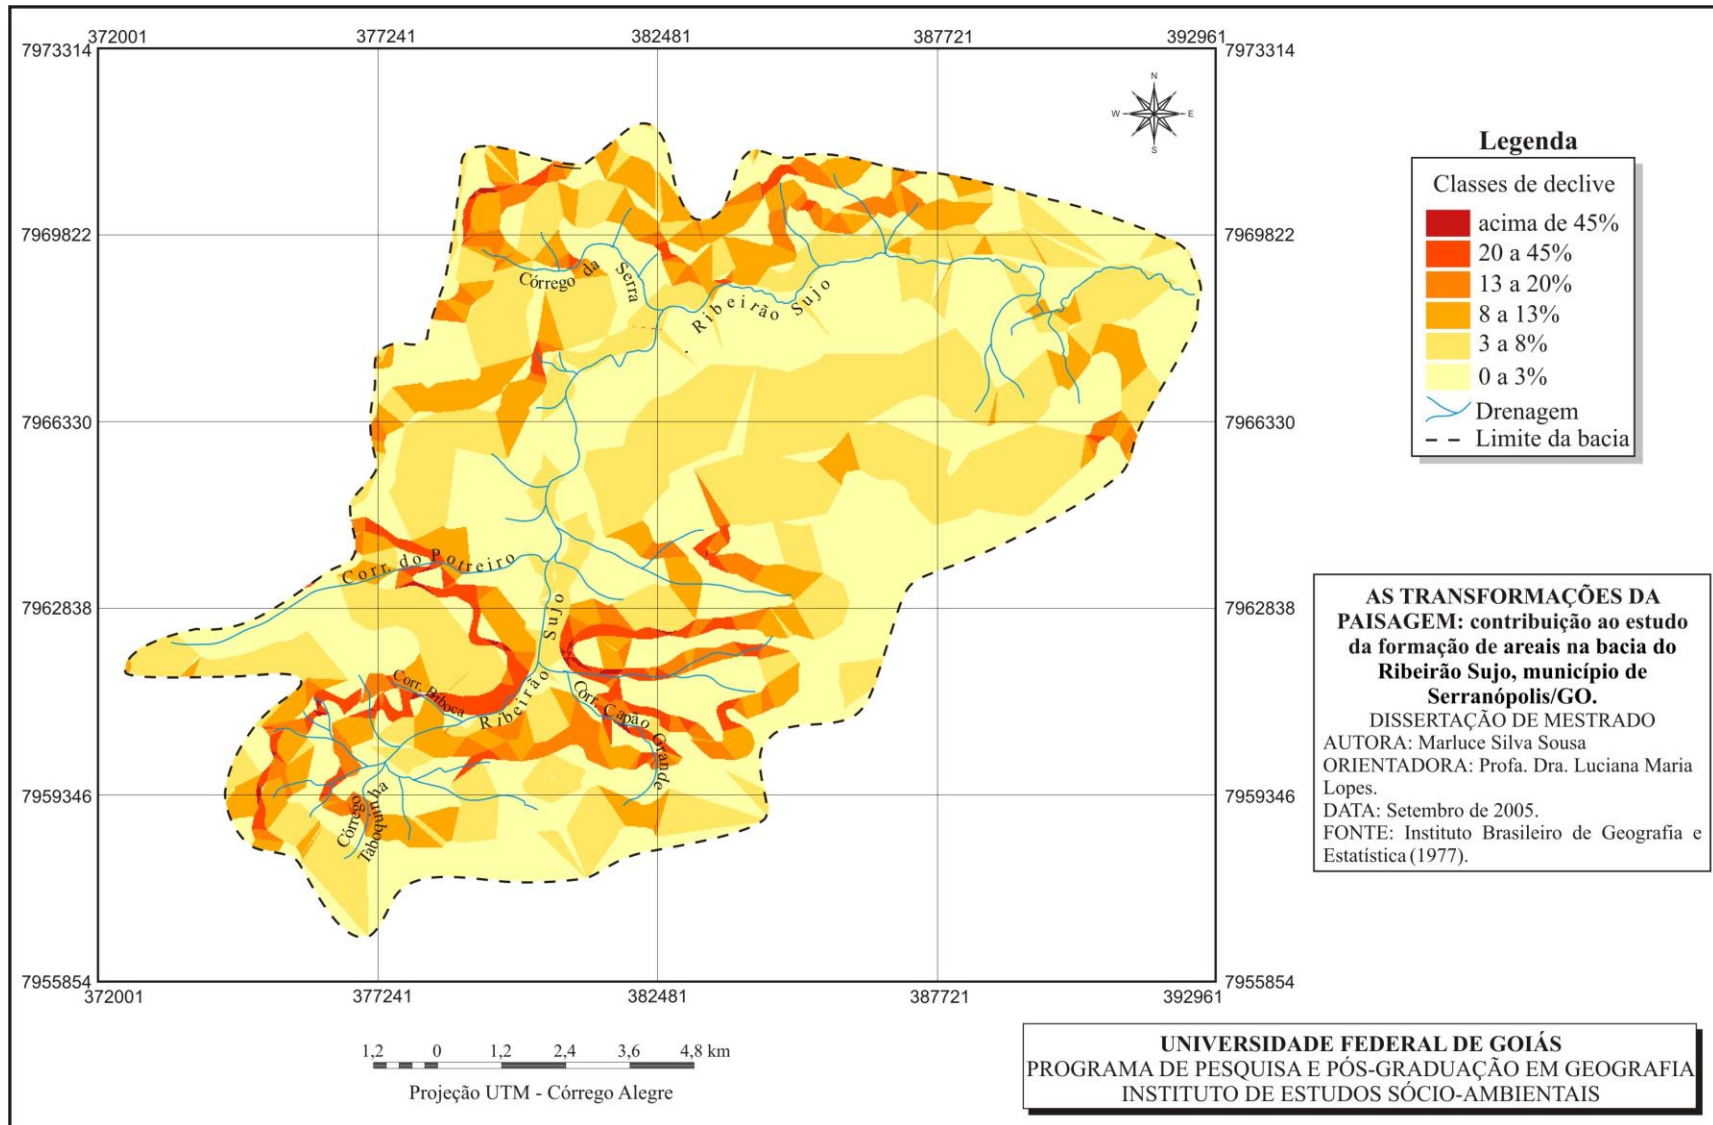 372001
377241
382481
387721
392961
7973314
7973314
N
W
E
S
Legenda
Classes de declive
acima de 45%
20 a 45%
13 a 20%
8 a 13%
3 a 8%
0 a 3%
Drenagem
Limite da bacia
7969822
7969822
Córrego da Serra
Ribeirão Sujo
7966330
7966330
Corr. do Potreiro
7962838
7962838
Ribeirão Sujo
Corr. Biboca
Corr. Capão Grande
7959346
7959346
Córrego
Taboquinha
7955854
7955854
372001
377241
382481
387721
392961
AS TRANSFORMAÇÕES DA
PAISAGEM: contribuição ao estudo
da formação de areais na bacia do
Ribeirão Sujo, município de
Serranópolis/GO.
DISSERTAÇÃO DE MESTRADO
AUTORA: Marluce Silva Sousa
ORIENTADORA: Profa. Dra. Luciana Maria
Lopes.
DATA: Setembro de 2005.
FONTE: Instituto Brasileiro de Geografia e
Estatística (1977).
1,2 0 1,2 2,4 3,6 4,8 km
Projeção UTM - Córrego Alegre
UNIVERSIDADE FEDERAL DE GOIÁS
PROGRAMA DE PESQUISA E PÓS-GRADUAÇÃO EM GEOGRAFIA
INSTITUTO DE ESTUDOS SÓCIO-AMBIENTAIS